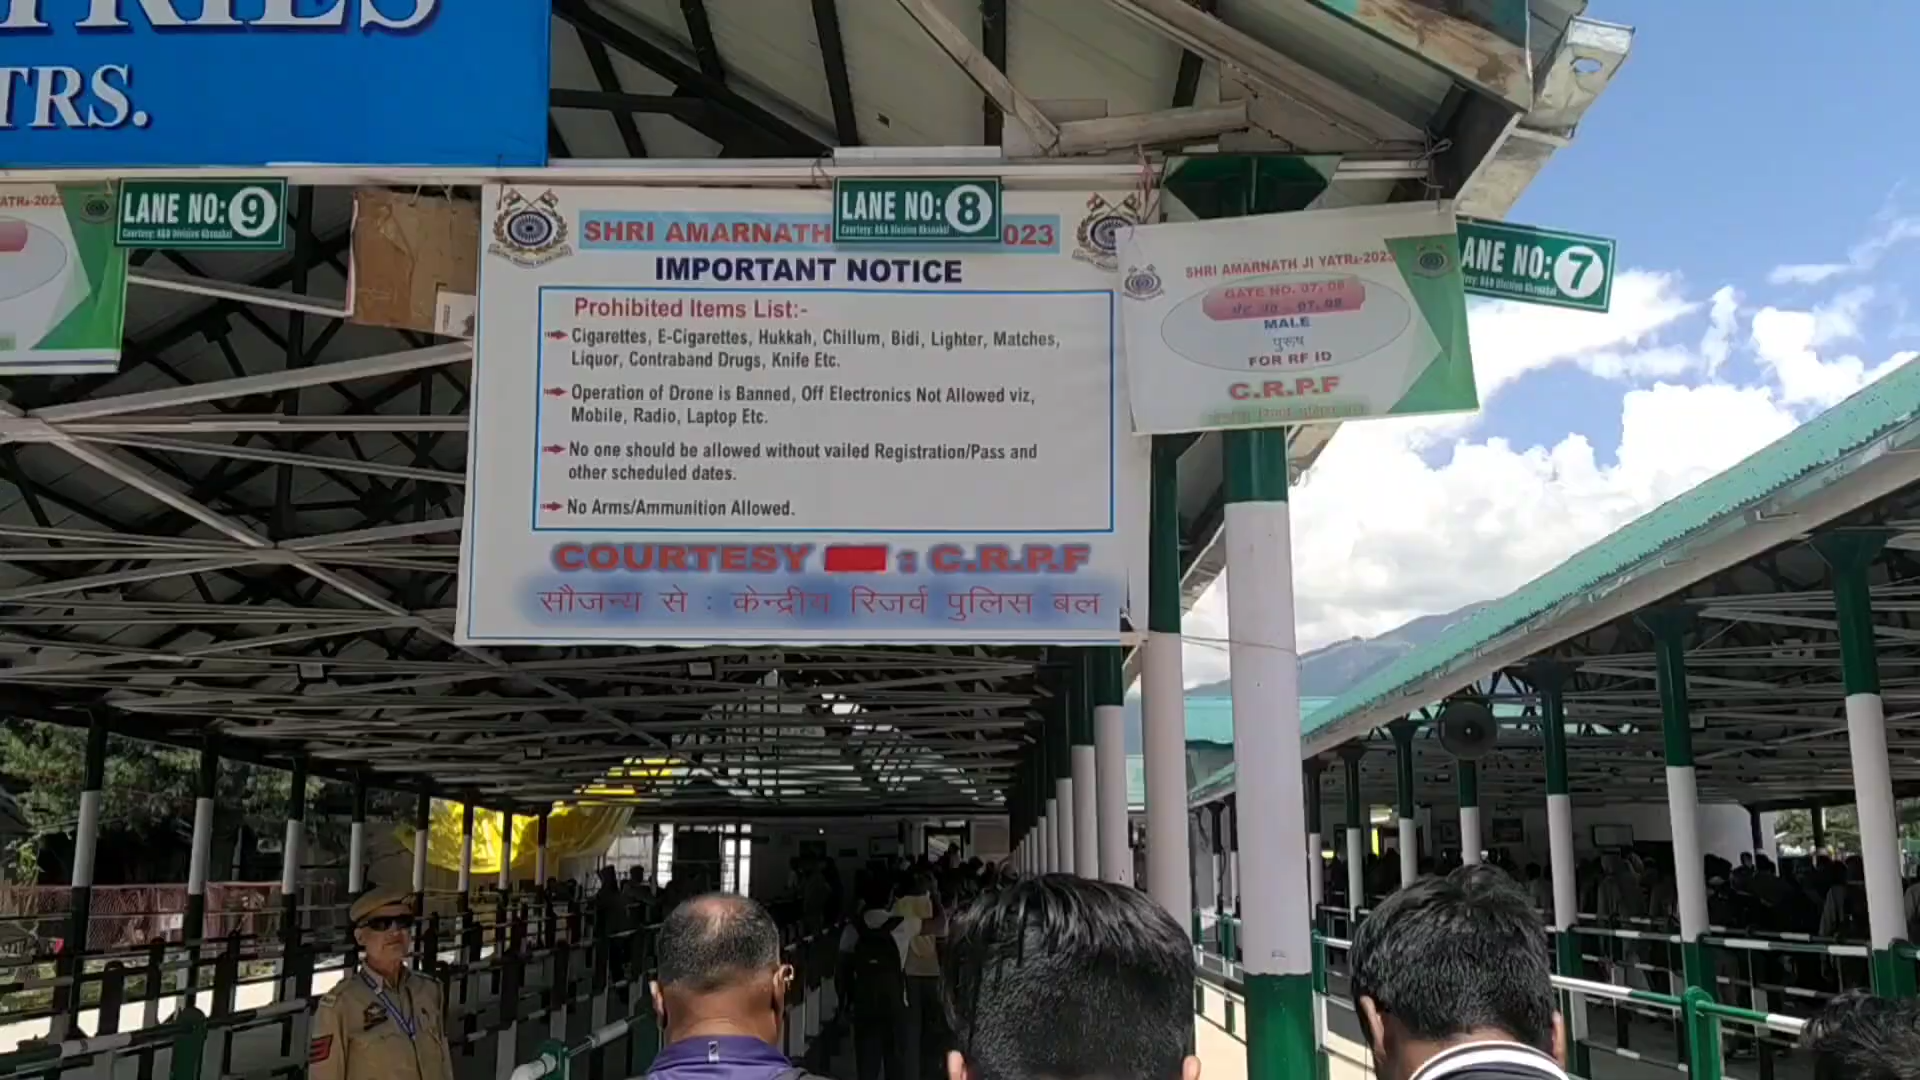 TRS.
LANE NO: 9
LANE NO: 8
ANE NO: 7
SHRI AMARNATH 023
IMPORTANT NOTICE
Prohibited Items List:-
Cigarettes, E-Cigarettes, Hukkah, Chillum, Bidi, Lighter, Matches,
Liquor, Contraband Drugs, Knife Etc.
Operation of Drone is Banned, Off Electronics Not Allowed viz,
Mobile, Radio, Laptop Etc.
No one should be allowed without vailed Registration/Pass and
other scheduled dates.
No Arms/Ammunition Allowed.
COURTESY : C.R.P.F
सौजन्य से : केन्द्रीय रिजर्व पुलिस बल
SHRI AMARNATH JI YATRA-2023
GATE NO. 07, 08
गेट न० 07, 08
MALE
पुरूष
FOR RF ID
C.R.P.F